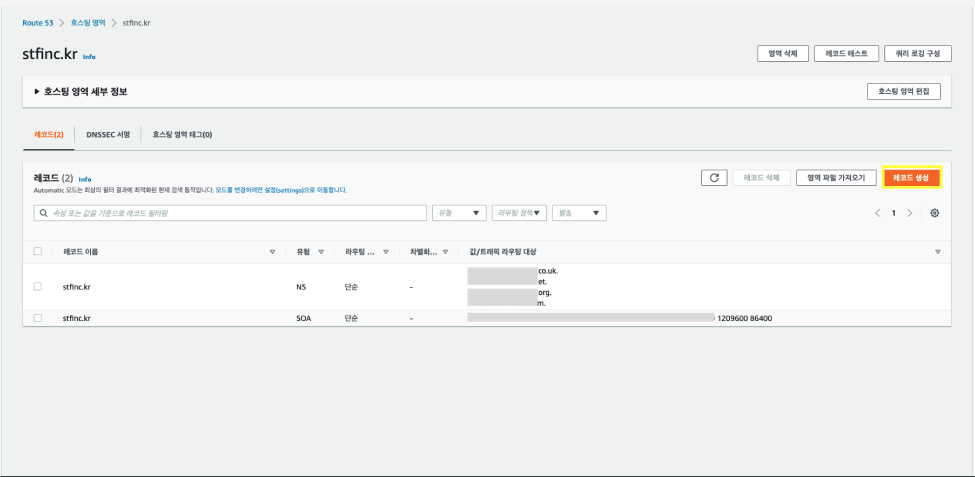 Route 53 > 호스팅 영역 > stfinc.kr
stfinc.kr Info
영역 삭제
레코드 테스트
쿼리 로깅 구성
▶ 호스팅 영역 세부 정보
호스팅 영역 편집
레코드(2)
DNSSEC 서명
호스팅 영역 태그(0)
레코드 (2) Info
Automatic 모드는 최상의 필터 결과에 최적화된 현재 검색 동작입니다. 모드를 변경하려면 설정(settings)으로 이동합니다.
레코드 삭제
영역 파일 가져오기
레코드 생성
속성 또는 값을 기준으로 레코드 필터링
유형
라우팅 정책
별칭
< 1 >
레코드 이름
유형
라우팅 ...
차별화...
값/트래픽 라우팅 대상
stfinc.kr
NS
단순
-
co.uk.
et.
org.
m.
stfinc.kr
SOA
단순
-
1209600 86400